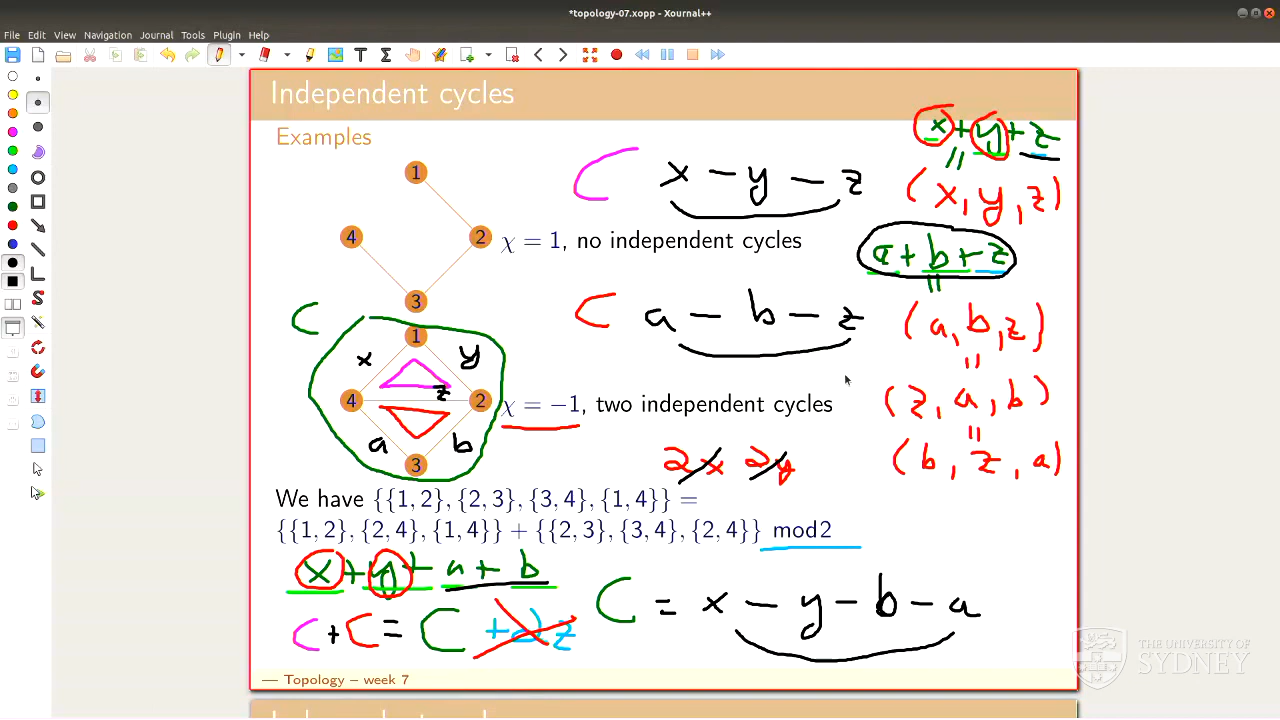 *topology-07.xopp - Xournal++
File Edit View Navigation Journal Tools Plugin Help
Independent cycles
Examples
x + y + z
=
(x, y, z)
C x - y - z
1
4
2
3
χ = 1, no independent cycles
a + b + z
=
(a, b, z)
=
(z, a, b)
=
(b, z, a)
C a - b - z
C
1
x y
z
4
2
a b
3
χ = −1, two independent cycles
2x 2y
We have {{1, 2}, {2, 3}, {3, 4}, {1, 4}} =
{{1, 2}, {2, 4}, {1, 4}} + {{2, 3}, {3, 4}, {2, 4}} mod2
x + y + a + b
C + C = C + 2z
C = x - y - b - a
— Topology – week 7
THE UNIVERSITY OF
SYDNEY